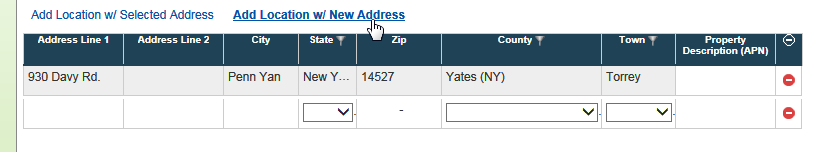 Add Location w/ Selected Address Add Location w/ New Address
Address Line 1 Address Line 2 City State Zip County Town Property Description (APN)
930 Davy Rd. Penn Yan New Y... 14527 Yates (NY) Torrey
-